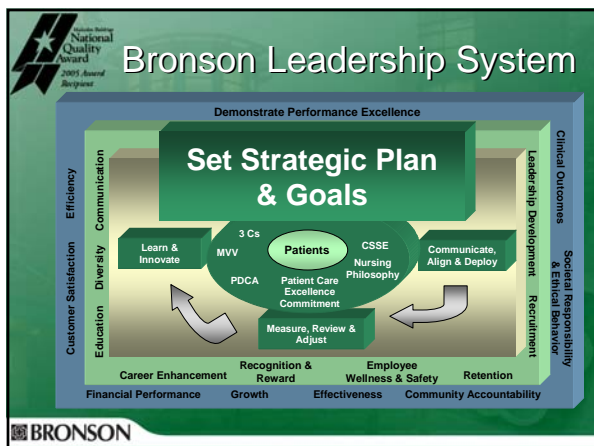 Malcolm Baldrige
National
Quality
Award
2005 Award
Recipient
Bronson Leadership System
Demonstrate Performance Excellence
Efficiency
Customer Satisfaction
Communication
Diversity
Education
Set Strategic Plan
& Goals
Leadership Development
Recruitment
Clinical Outcomes
Societal Responsibility
& Ethical Behavior
Learn &
Innovate
3 Cs
MVV
PDCA
Patients
CSSE
Nursing
Philosophy
Patient Care
Excellence
Commitment
Communicate,
Align & Deploy
Measure, Review &
Adjust
Career Enhancement
Recognition &
Reward
Employee
Wellness & Safety
Retention
Financial Performance
Growth
Effectiveness
Community Accountability
BRONSON